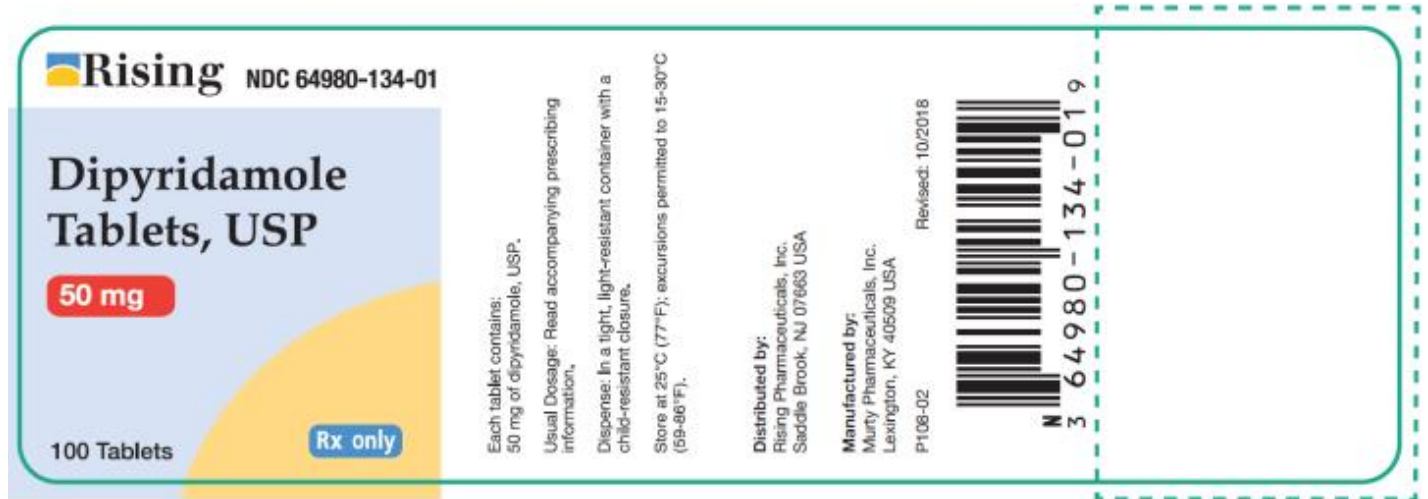 Rising NDC 64980-134-01
Dipyridamole
Tablets, USP
50 mg
100 Tablets
Rx only
Each tablet contains:
50 mg of dipyridamole, USP.
Usual Dosage: Read accompanying prescribing
information.
Dispense: In a tight, light-resistant container with a
child-resistant closure.
Store at 25°C (77°F); excursions permitted to 15-30°C
(59-86°F).
Distributed by:
Rising Pharmaceuticals, Inc.
Saddle Brook, NJ 07663 USA
Manufactured by:
Murty Pharmaceuticals, Inc.
Lexington, KY 40509 USA
P108-02 Revised: 10/2018
N
3 64980-134-01 9